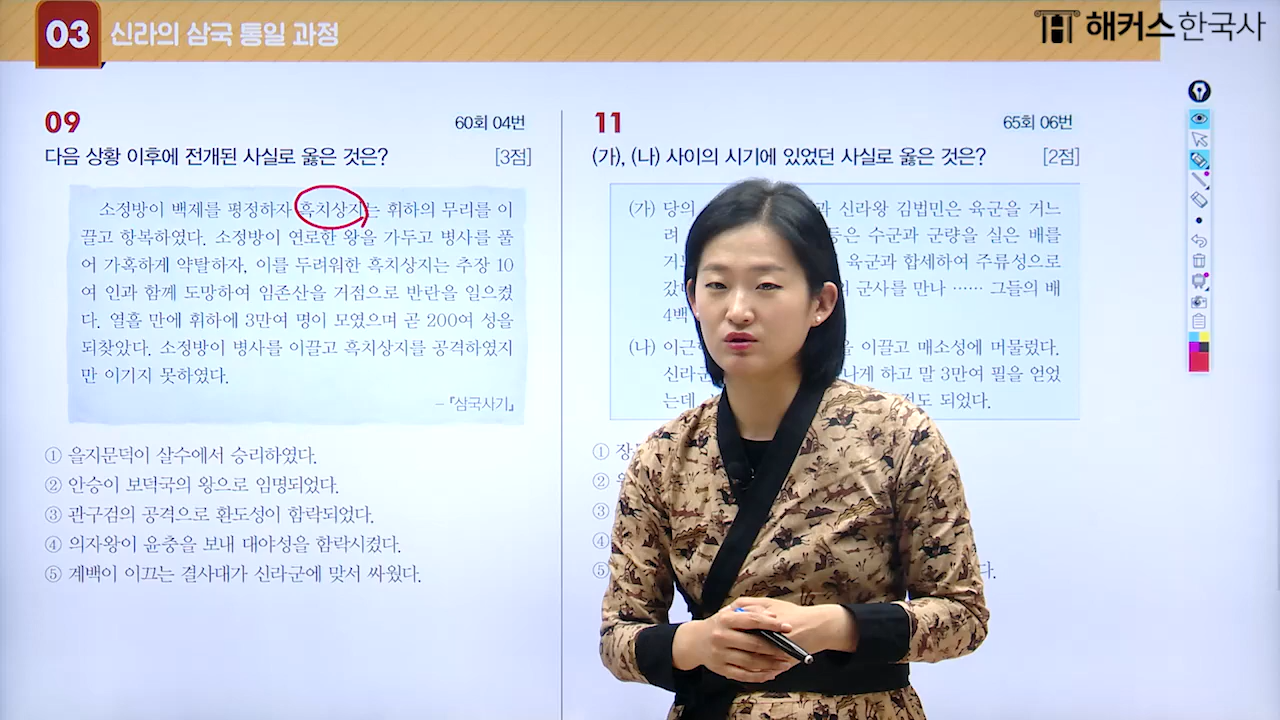 03 신라의 삼국 통일 과정
해커스한국사
09
60회 04번
다음 상황 이후에 전개된 사실로 옳은 것은? [3점]
소정방이 백제를 평정하자 흑치상지는 휘하의 무리를 이
끌고 항복하였다. 소정방이 연로한 왕을 가두고 병사를 풀
어 가혹하게 약탈하자, 이를 두려워한 흑치상지는 추장 10
여 인과 함께 도망하여 임존산을 거점으로 반란을 일으켰
다. 열흘 만에 휘하에 3만여 명이 모였으며 곧 200여 성을
되찾았다. 소정방이 병사를 이끌고 흑치상지를 공격하였지
만 이기지 못하였다.
- 『삼국사기』
① 을지문덕이 살수에서 승리하였다.
② 안승이 보덕국의 왕으로 임명되었다.
③ 관구검의 공격으로 환도성이 함락되었다.
④ 의자왕이 윤충을 보내 대야성을 함락시켰다.
⑤ 계백이 이끄는 결사대가 신라군에 맞서 싸웠다.
11
65회 06번
(가), (나) 사이의 시기에 있었던 사실로 옳은 것은? [2점]
(가) 당의 신라왕 김법민은 육군을 거느
려 수군과 군량을 실은 배를
육군과 합세하여 주류성으로
군사를 만나 …… 그들의 배
4백
(나) 이끌고 매소성에 머물렀다.
신라군 하고 말 3만여 필을 얻었
는데 되었다.
①
②
③
④
⑤